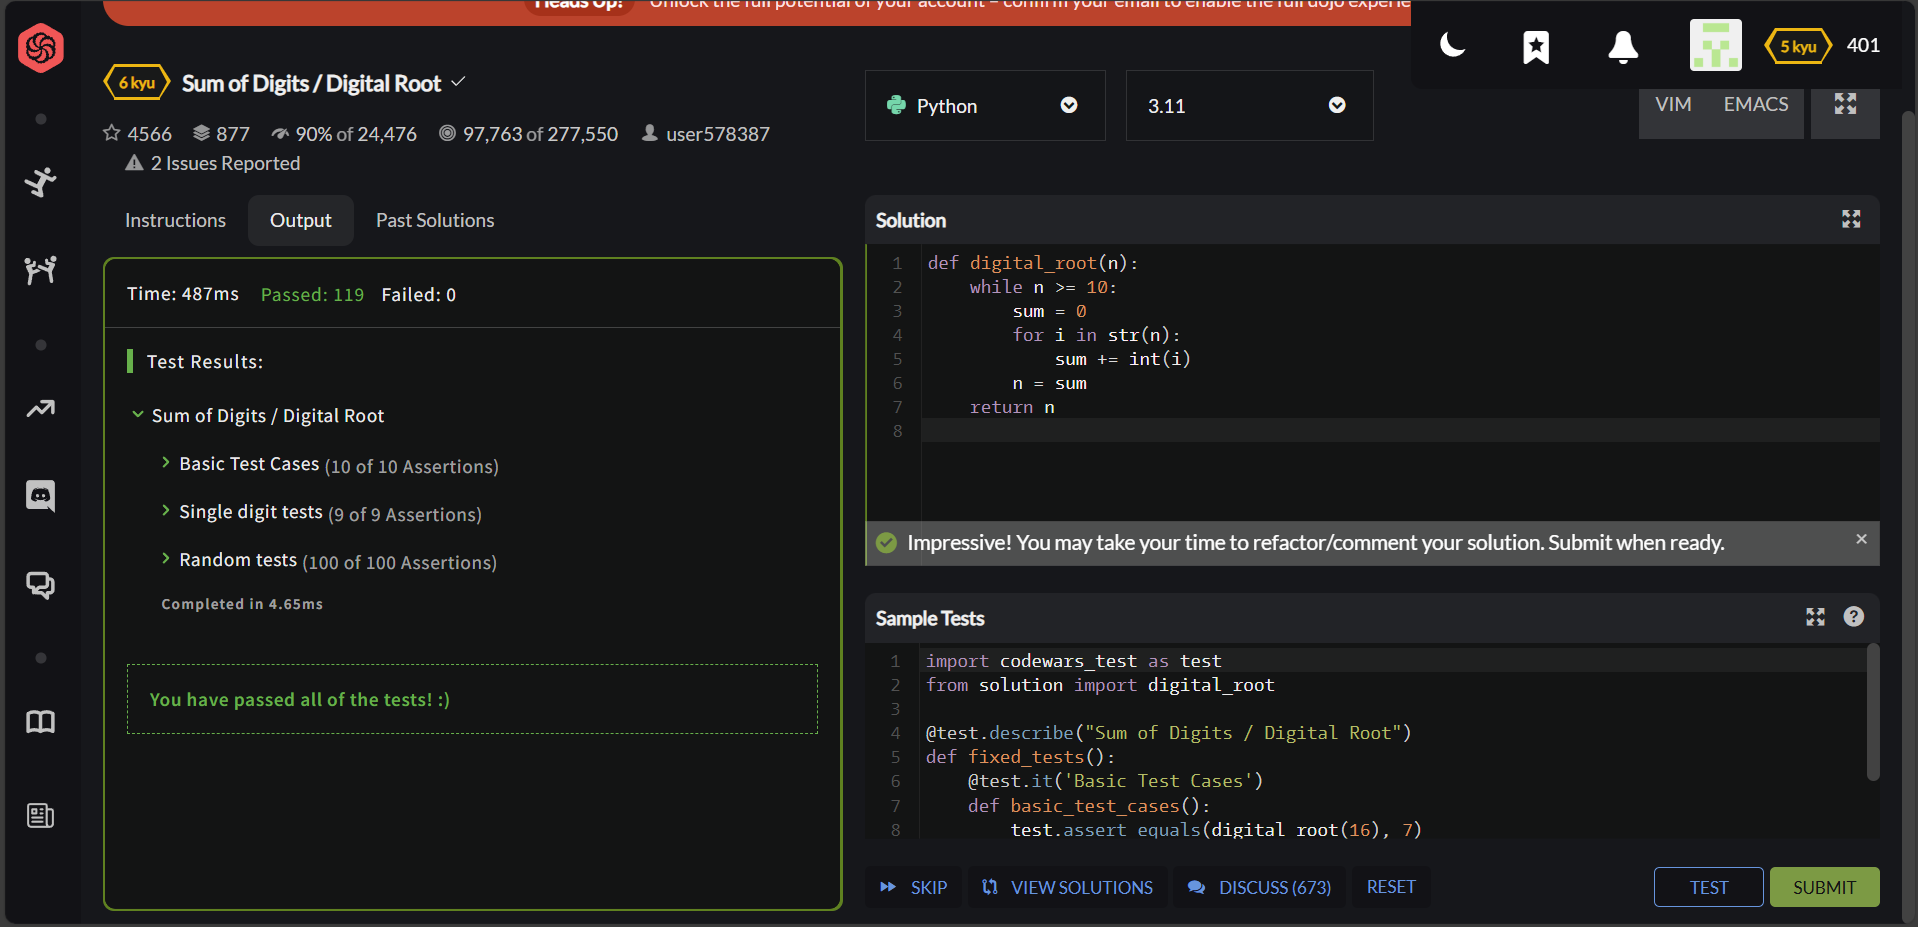 Heads Up! Unlock the full potential of your account – confirm your email to enable the full dojo experie
5 kyu 401
6 kyu Sum of Digits / Digital Root
4566 877 90% of 24,476 97,763 of 277,550 user578387
2 Issues Reported
Python
3.11
VIM EMACS
Instructions Output Past Solutions
Time: 487ms Passed: 119 Failed: 0
Test Results:
Sum of Digits / Digital Root
Basic Test Cases (10 of 10 Assertions)
Single digit tests (9 of 9 Assertions)
Random tests (100 of 100 Assertions)
Completed in 4.65ms
You have passed all of the tests! :)
Solution
1 def digital_root(n):
2     while n >= 10:
3         sum = 0
4         for i in str(n):
5             sum += int(i)
6         n = sum
7     return n
8
Impressive! You may take your time to refactor/comment your solution. Submit when ready. ×
Sample Tests ?
1 import codewars_test as test
2 from solution import digital_root
3
4 @test.describe("Sum of Digits / Digital Root")
5 def fixed_tests():
6     @test.it('Basic Test Cases')
7     def basic_test_cases():
8         test.assert_equals(digital_root(16), 7)
SKIP VIEW SOLUTIONS DISCUSS (673) RESET TEST SUBMIT